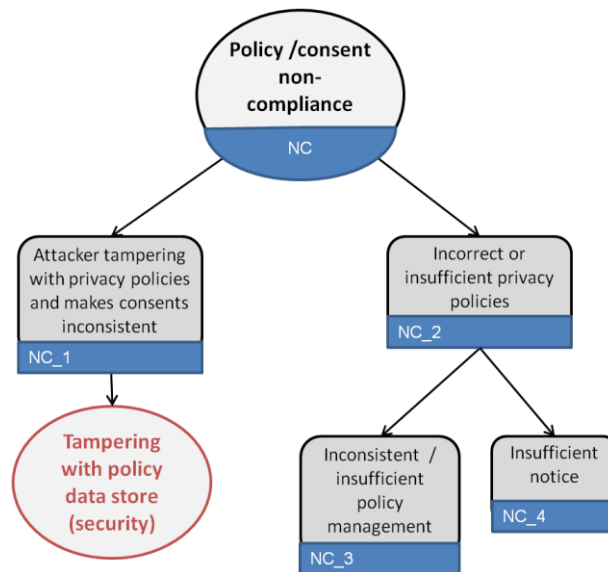 Policy /consent
non-
compliance
NC
Attacker tampering
with privacy policies
and makes consents
inconsistent
NC_1
Incorrect or
insufficient privacy
policies
NC_2
Tampering
with policy
data store
(security)
Inconsistent /
insufficient
policy
management
NC_3
Insufficient
notice
NC_4